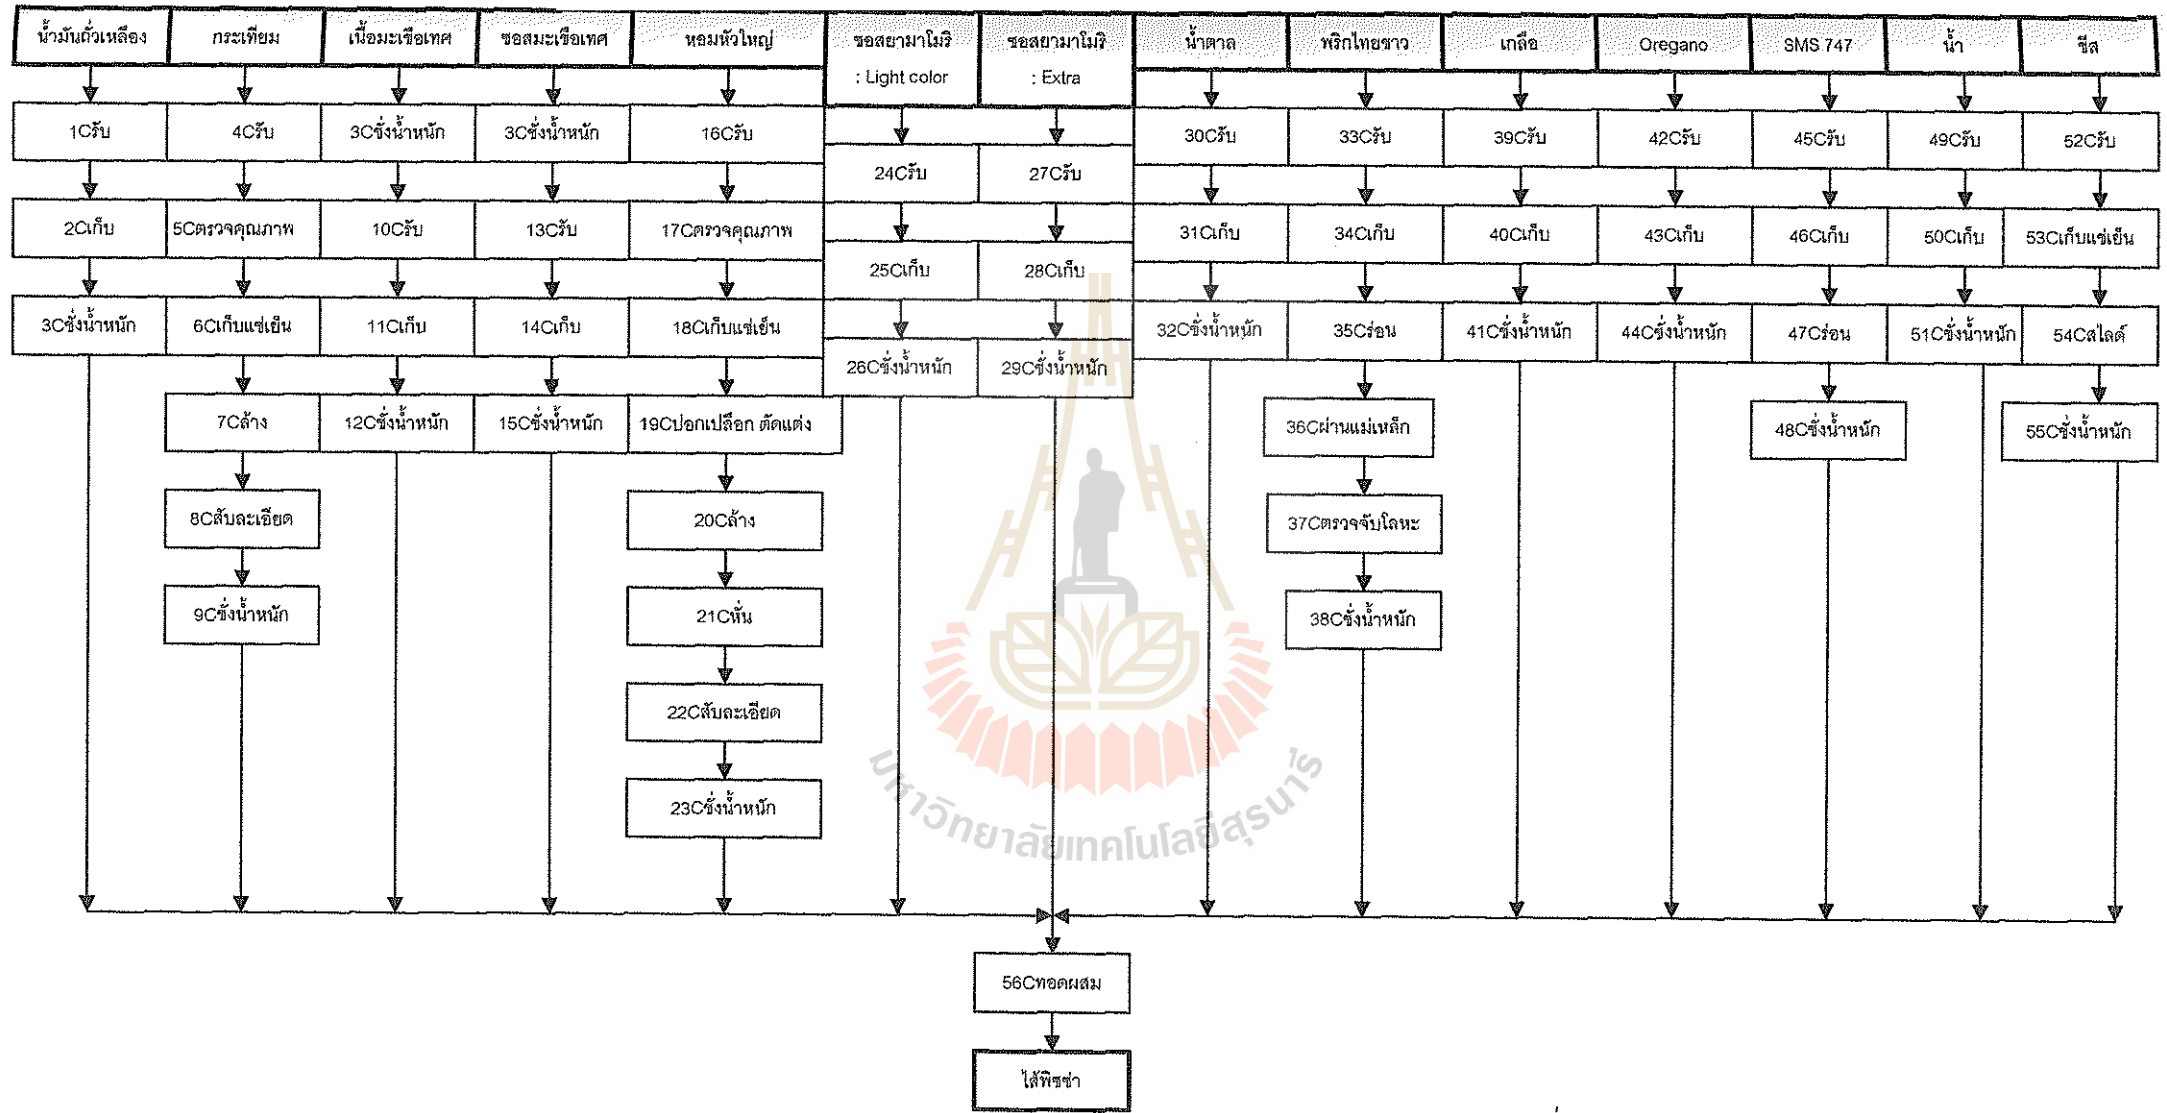 น้ำมันถั่วเหลือง
กระเทียม
เนื้อมะเขือเทศ
ซอสมะเขือเทศ
หอมหัวใหญ่
ซอสยามาโมริ
: Light color
ซอสยามาโมริ
: Extra
น้ำตาล
พริกไทยขาว
เกลือ
Oregano
SMS 747
น้ำ
ชีส
1Cรับ
4Cรับ
3Cชั่งน้ำหนัก
3Cชั่งน้ำหนัก
16Cรับ
24Cรับ
27Cรับ
30Cรับ
33Cรับ
39Cรับ
42Cรับ
45Cรับ
49Cรับ
52Cรับ
2Cเก็บ
5Cตรวจคุณภาพ
10Cรับ
13Cรับ
17Cตรวจคุณภาพ
25Cเก็บ
28Cเก็บ
31Cเก็บ
34Cเก็บ
40Cเก็บ
43Cเก็บ
46Cเก็บ
50Cเก็บ
53Cเก็บแช่เย็น
3Cชั่งน้ำหนัก
6Cเก็บแช่เย็น
11Cเก็บ
14Cเก็บ
18Cเก็บแช่เย็น
26Cชั่งน้ำหนัก
29Cชั่งน้ำหนัก
32Cชั่งน้ำหนัก
35Cร่อน
41Cชั่งน้ำหนัก
44Cชั่งน้ำหนัก
47Cร่อน
51Cชั่งน้ำหนัก
54Cสไลด์
7Cล้าง
12Cชั่งน้ำหนัก
15Cชั่งน้ำหนัก
19Cปอกเปลือก ตัดแต่ง
36Cผ่านแม่เหล็ก
48Cชั่งน้ำหนัก
55Cชั่งน้ำหนัก
8Cสับละเอียด
20Cล้าง
37Cตรวจจับโลหะ
9Cชั่งน้ำหนัก
21Cหั่น
38Cชั่งน้ำหนัก
22Cสับละเอียด
23Cชั่งน้ำหนัก
มหาวิทยาลัยเทคโนโลยีสุรนารี
56Cทอดผสม
ไส้พิซซ่า